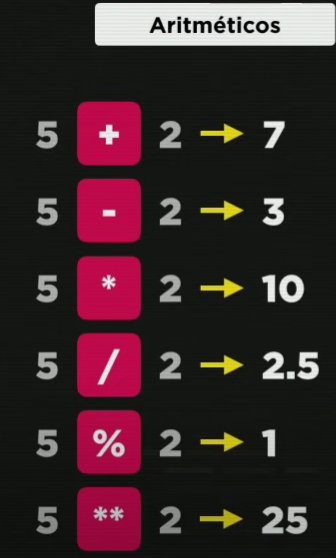 Aritméticos
5 + 2 → 7
5 - 2 → 3
5 * 2 → 10
5 / 2 → 2.5
5 % 2 → 1
5 ** 2 → 25